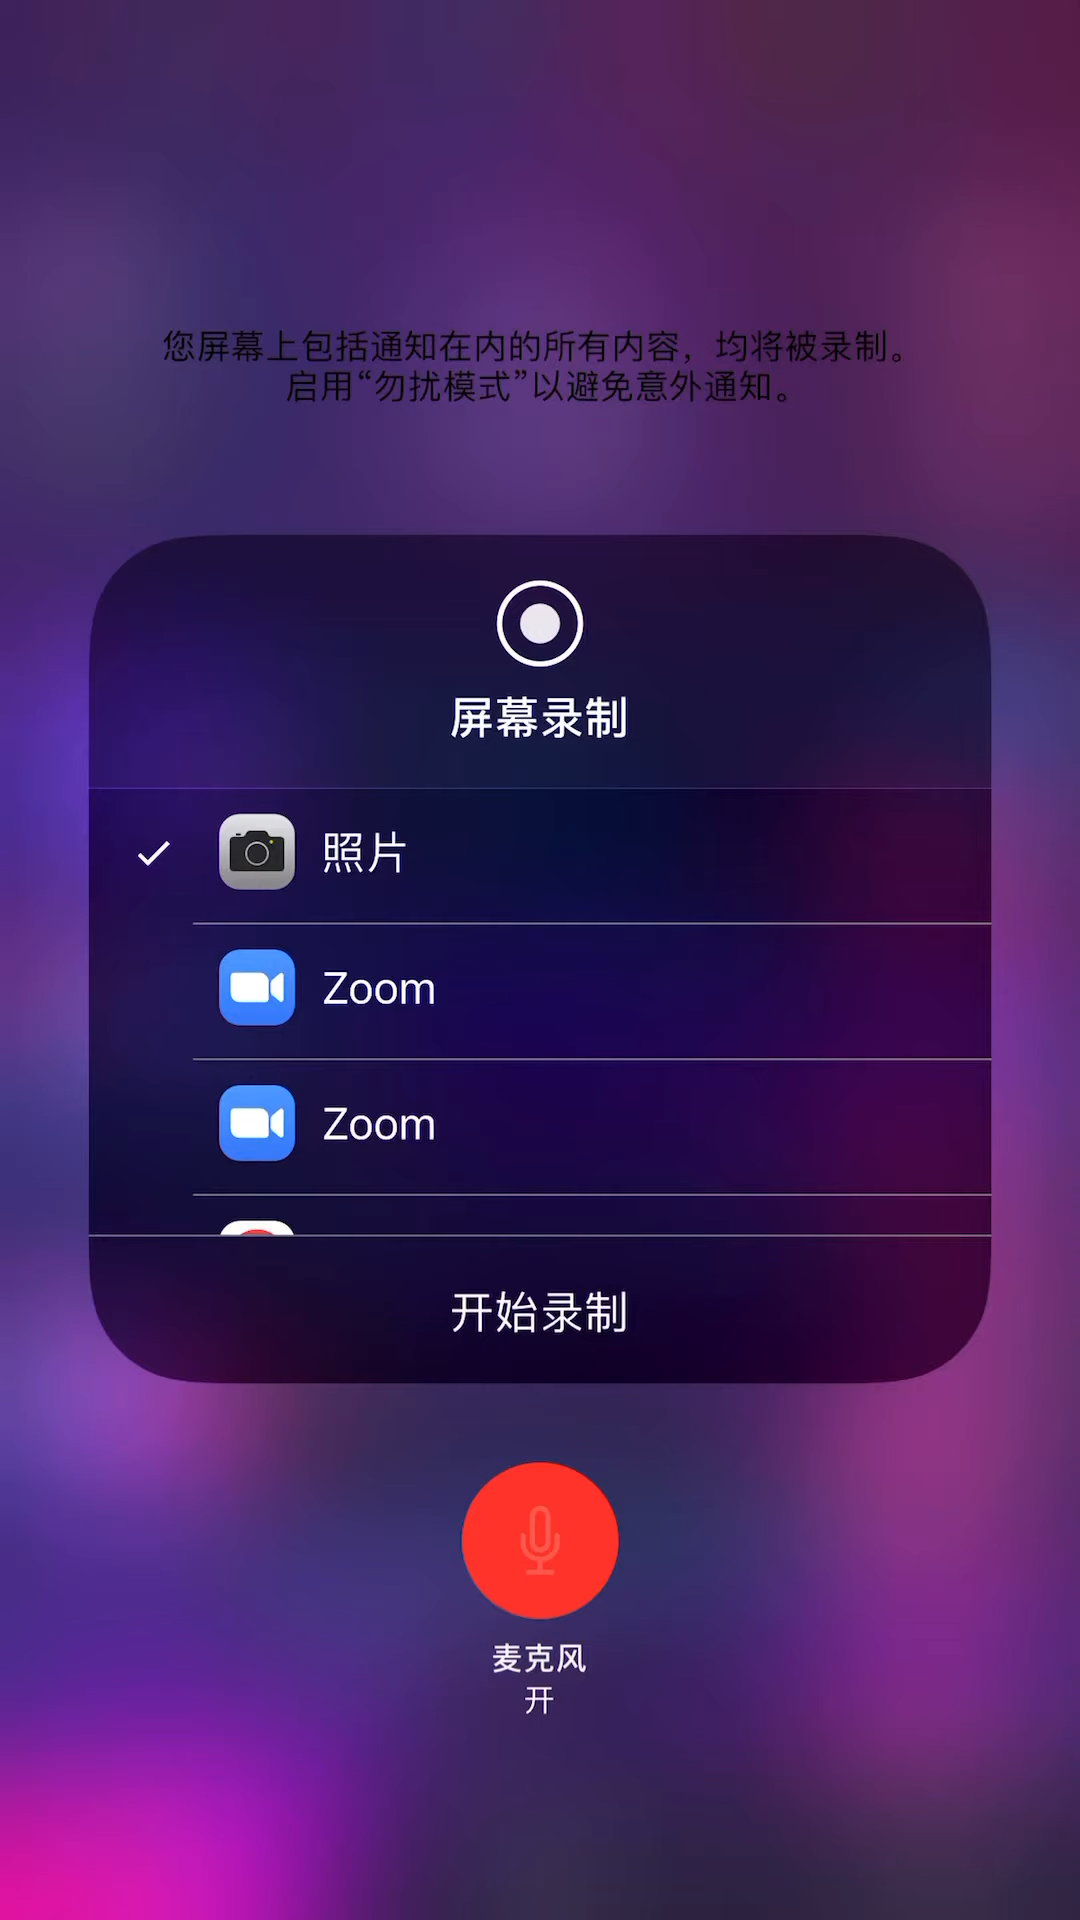 您屏幕上包括通知在内的所有内容，均将被录制。
启用“勿扰模式”以避免意外通知。
屏幕录制
照片
Zoom
Zoom
开始录制
麦克风
开